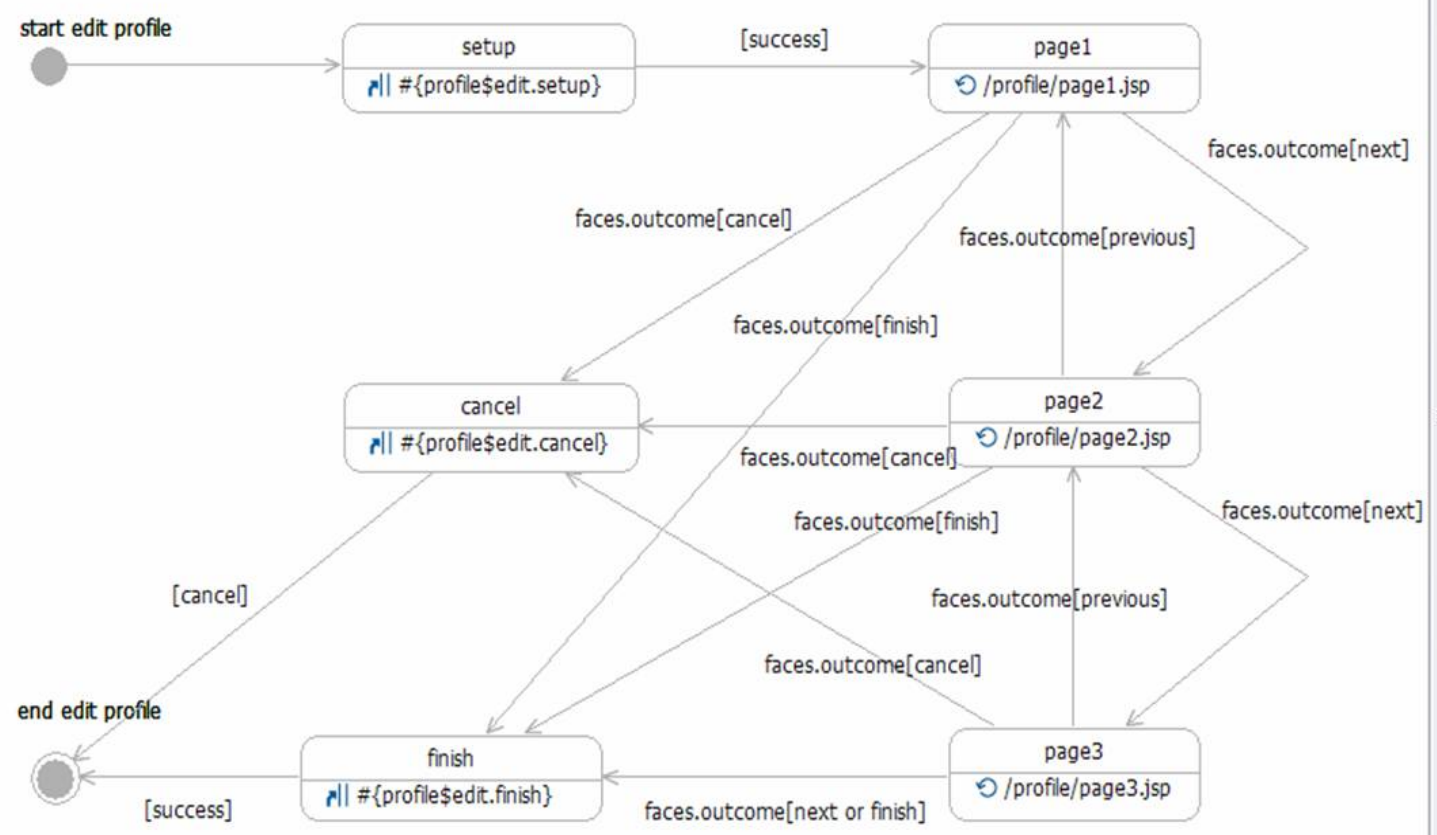 start edit profile
setup
#{profile$edit.setup}
[success]
page1
/profile/page1.jsp
faces.outcome[next]
faces.outcome[cancel]
faces.outcome[previous]
faces.outcome[finish]
cancel
#{profile$edit.cancel}
page2
/profile/page2.jsp
faces.outcome[cancel]
faces.outcome[finish]
faces.outcome[next]
[cancel]
faces.outcome[previous]
faces.outcome[cancel]
end edit profile
finish
#{profile$edit.finish}
page3
/profile/page3.jsp
[success]
faces.outcome[next or finish]